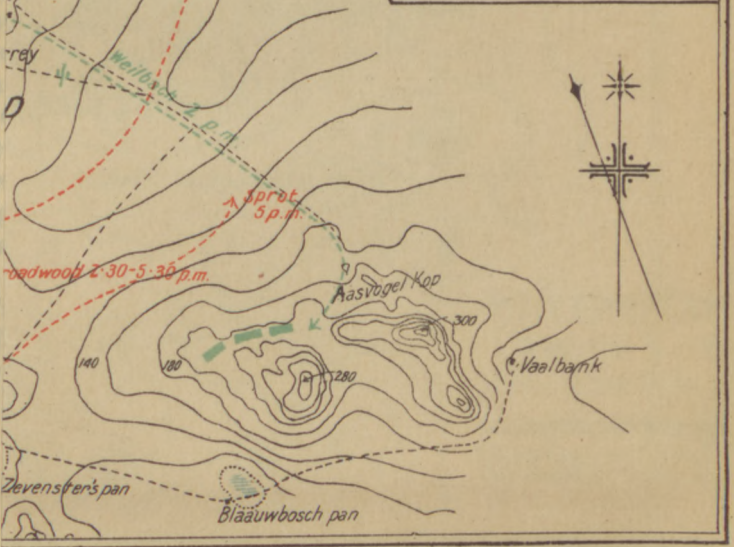 rrey
Weilbach 2 p.m.
D
Sprot
5 p.m.
oadwood 2·30-5·30 p.m.
Aasvogel Kop
300
140
180
280
Vaalbank
Zevenster's pan
Blaauwbosch pan